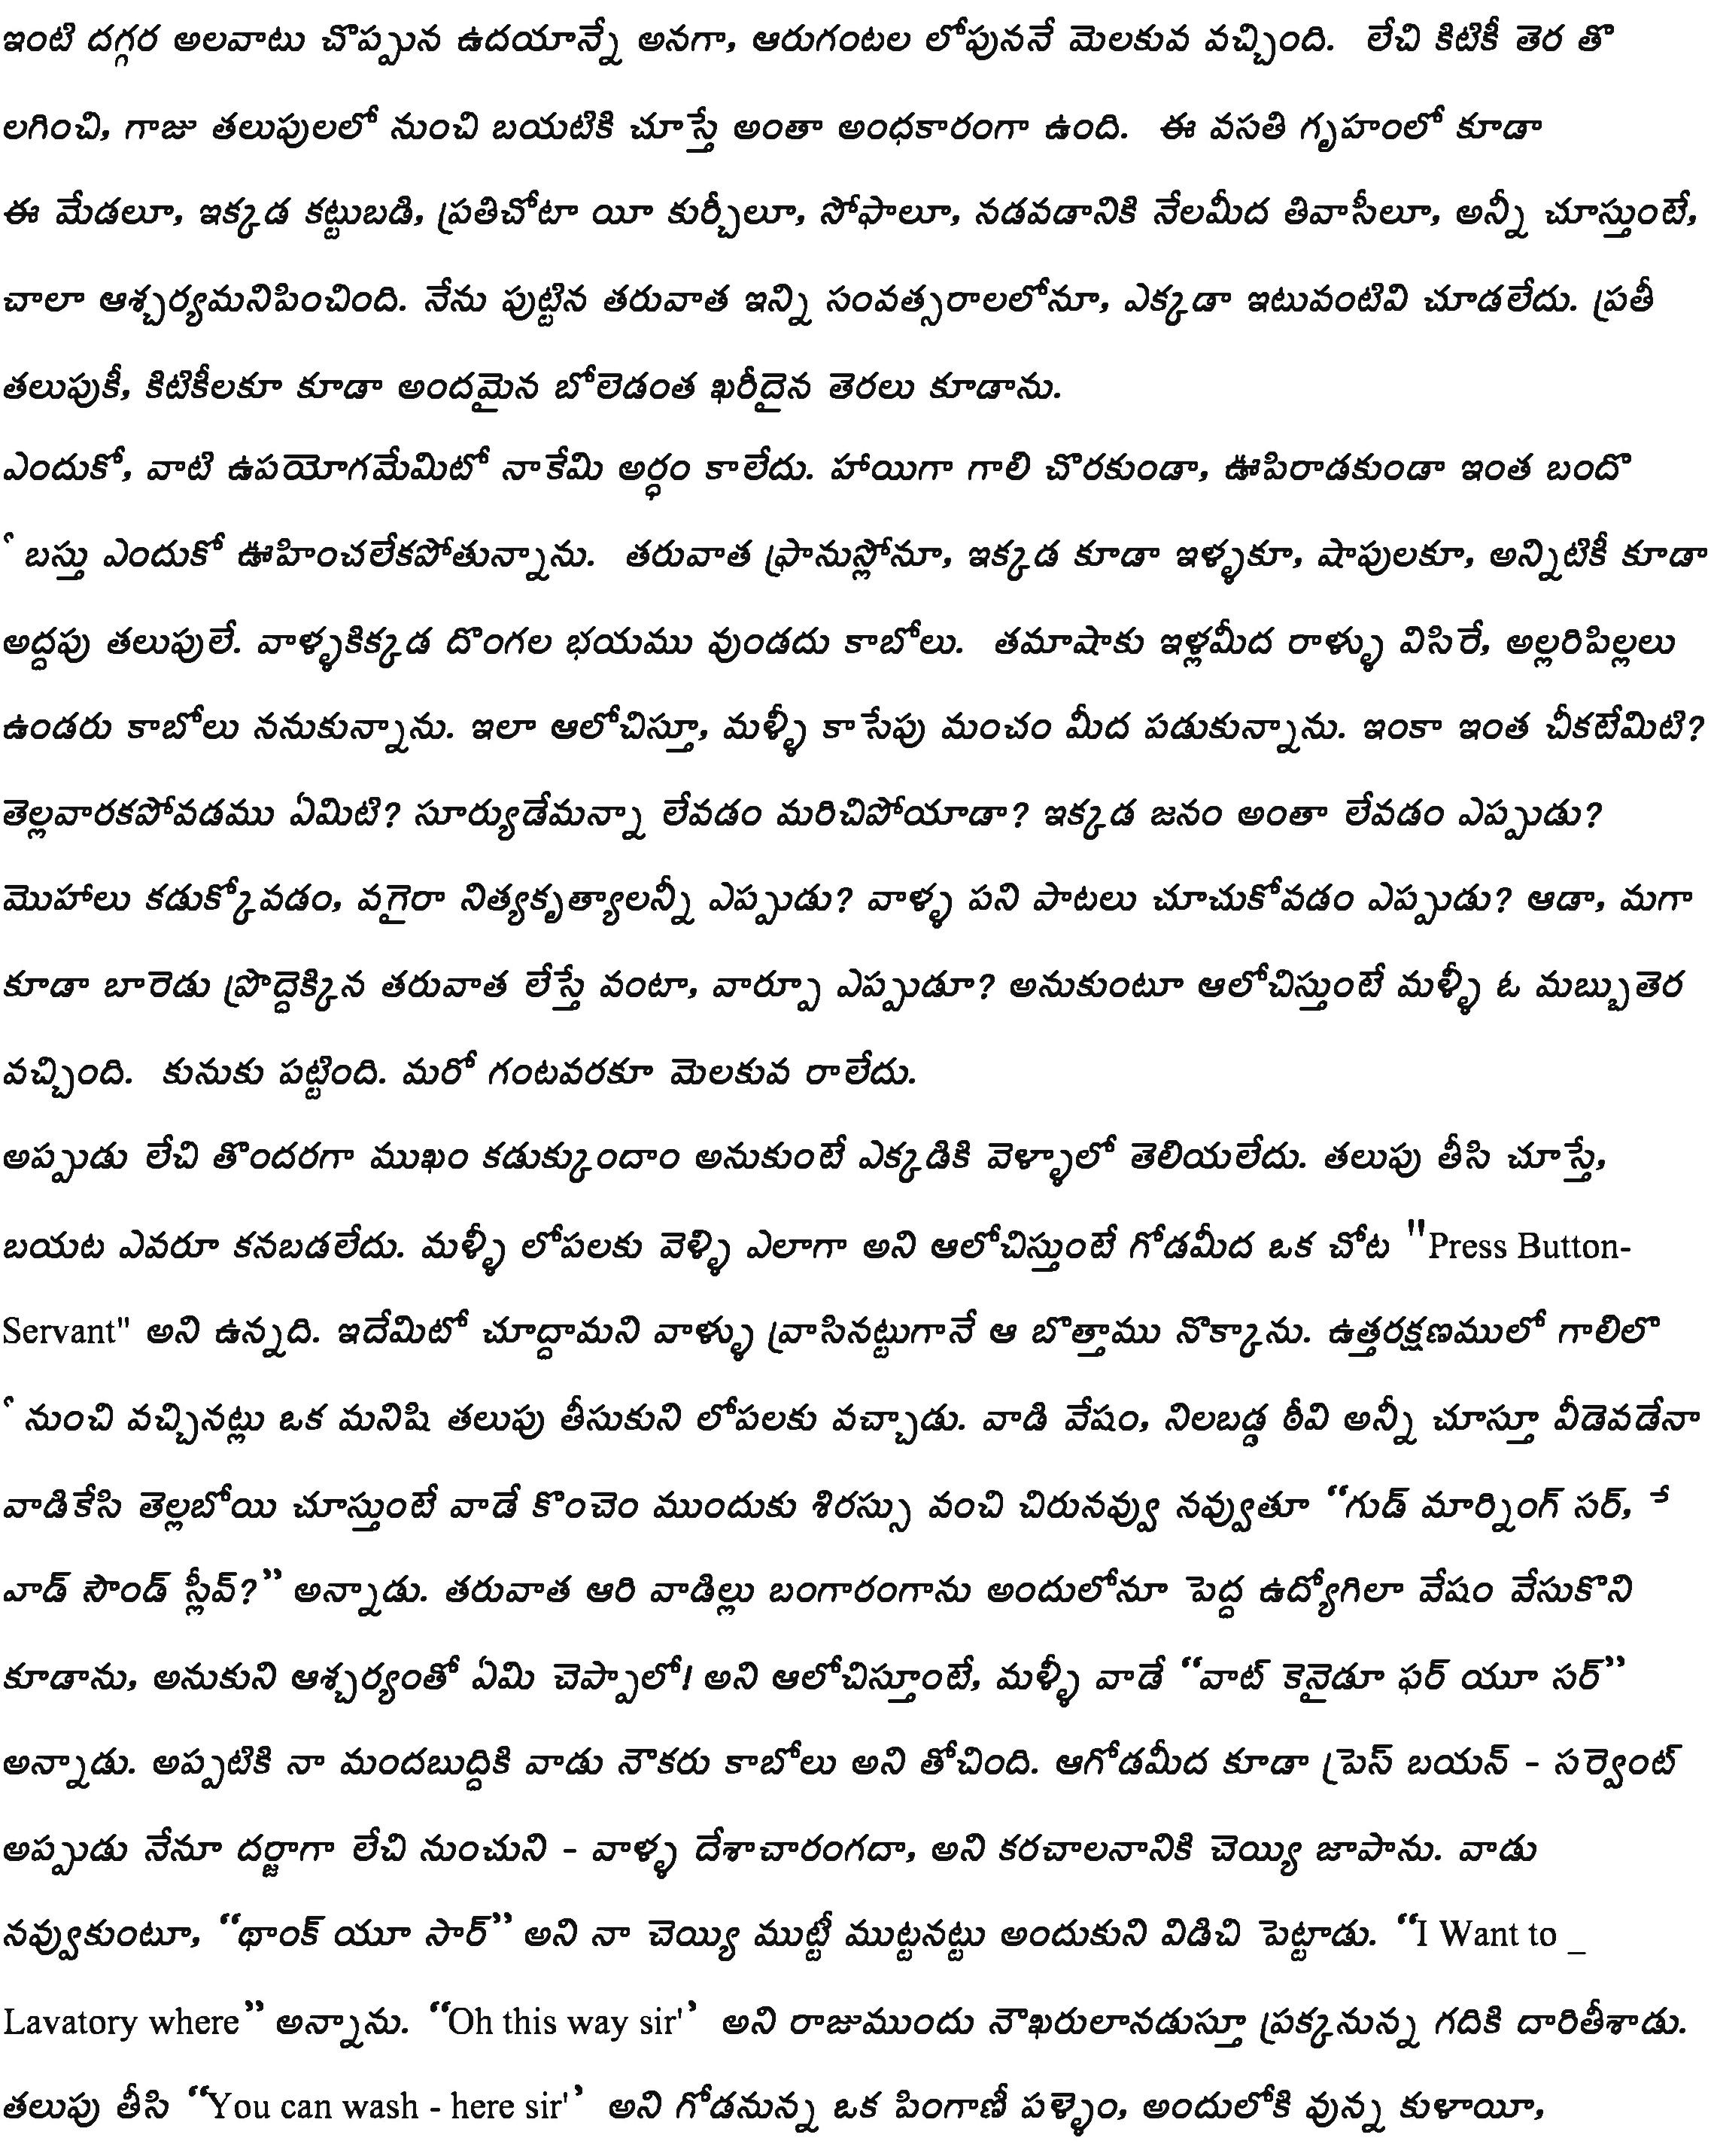 ఇంటి దగ్గర అలవాటు చొప్పున ఉదయాన్నే అనగా, ఆరుగంటల లోపుననే మెలకువ వచ్చింది. లేచి కిటికీ తెర తొ
లగించి, గాజు తలుపులలో నుంచి బయటికి చూస్తే అంతా అంధకారంగా ఉంది. ఈ వసతి గృహంలో కూడా
ఈ మేడలూ, ఇక్కడ కట్టుబడి, ప్రతిచోటా యీ కుర్చీలూ, సోఫాలూ, నడవడానికి నేలమీద తివాసీలూ, అన్నీ చూస్తుంటే,
చాలా ఆశ్చర్యమనిపించింది. నేను పుట్టిన తరువాత ఇన్ని సంవత్సరాలలోనూ, ఎక్కడా ఇటువంటివి చూడలేదు. ప్రతీ
తలుపుకీ, కిటికీలకూ కూడా అందమైన బోలెడంత ఖరీదైన తెరలు కూడాను.
ఎందుకో, వాటి ఉపయోగమేమిటో నాకేమి అర్ధం కాలేదు. హాయిగా గాలి చొరకుండా, ఊపిరాడకుండా ఇంత బందొ
ˋ బస్తు ఎందుకో ఊహించలేకపోతున్నాను. తరువాత ఫ్రానుస్లోనూ, ఇక్కడ కూడా ఇళ్ళకూ, షాపులకూ, అన్నిటికీ కూడా
అద్దపు తలుపులే. వాళ్ళకిక్కడ దొంగల భయము వుండదు కాబోలు. తమాషాకు ఇళ్లమీద రాళ్ళు విసిరే, అల్లరిపిల్లలు
ఉండరు కాబోలు ననుకున్నాను. ఇలా ఆలోచిస్తూ, మళ్ళీ కాసేపు మంచం మీద పడుకున్నాను. ఇంకా ఇంత చీకటేమిటి?
తెల్లవారకపోవడము ఏమిటి? సూర్యుడేమన్నా లేవడం మరిచిపోయాడా? ఇక్కడ జనం అంతా లేవడం ఎప్పుడు?
మొహాలు కడుక్కోవడం, వగైరా నిత్యకృత్యాలన్నీ ఎప్పుడు? వాళ్ళ పని పాటలు చూచుకోవడం ఎప్పుడు? ఆడా, మగా
కూడా బారెడు ప్రొద్దెక్కిన తరువాత లేస్తే వంటా, వార్పూ ఎప్పుడూ? అనుకుంటూ ఆలోచిస్తుంటే మళ్ళీ ఓ మబ్బుతెర
వచ్చింది. కునుకు పట్టింది. మరో గంటవరకూ మెలకువ రాలేదు.
అప్పుడు లేచి తొందరగా ముఖం కడుక్కుందాం అనుకుంటే ఎక్కడికి వెళ్ళాలో తెలియలేదు. తలుపు తీసి చూస్తే,
బయట ఎవరూ కనబడలేదు. మళ్ళీ లోపలకు వెళ్ళి ఎలాగా అని ఆలోచిస్తుంటే గోడమీద ఒక చోట "Press Button-
Servant" అని ఉన్నది. ఇదేమిటో చూద్దామని వాళ్ళు వ్రాసినట్టుగానే ఆ బొత్తాము నొక్కాను. ఉత్తరక్షణములో గాలిలొ
ˋ నుంచి వచ్చినట్లు ఒక మనిషి తలుపు తీసుకుని లోపలకు వచ్చాడు. వాడి వేషం, నిలబడ్డ ఠీవి అన్నీ చూస్తూ వీడెవడేనా
వాడికేసి తెల్లబోయి చూస్తుంటే వాడే కొంచెం ముందుకు శిరస్సు వంచి చిరునవ్వు నవ్వుతూ “గుడ్ మార్నింగ్ సర్, ే
వాడ్ సౌండ్ స్లీవ్?” అన్నాడు. తరువాత ఆరి వాడిల్లు బంగారంగాను అందులోనూ పెద్ద ఉద్యోగిలా వేషం వేసుకొని
కూడాను, అనుకుని ఆశ్చర్యంతో ఏమి చెప్పాలో! అని ఆలోచిస్తూంటే, మళ్ళీ వాడే “వాట్ కెనైడూ ఫర్ యూ సర్”
అన్నాడు. అప్పటికి నా మందబుద్ధికి వాడు నౌకరు కాబోలు అని తోచింది. ఆగోడమీద కూడా ప్రెస్ బయన్ - సర్వెంట్
అప్పుడు నేనూ దర్జాగా లేచి నుంచుని - వాళ్ళ దేశాచారంగదా, అని కరచాలనానికి చెయ్యి జాపాను. వాడు
నవ్వుకుంటూ, “థాంక్ యూ సార్” అని నా చెయ్యి ముట్టీ ముట్టనట్టు అందుకుని విడిచి పెట్టాడు. “I Want to _
Lavatory where” అన్నాను. “Oh this way sir'’ అని రాజుముందు నౌఖరులానడుస్తూ ప్రక్కనున్న గదికి దారితీశాడు.
తలుపు తీసి “You can wash - here sir'’ అని గోడనున్న ఒక పింగాణీ పళ్ళెం, అందులోకి వున్న కుళాయీ,